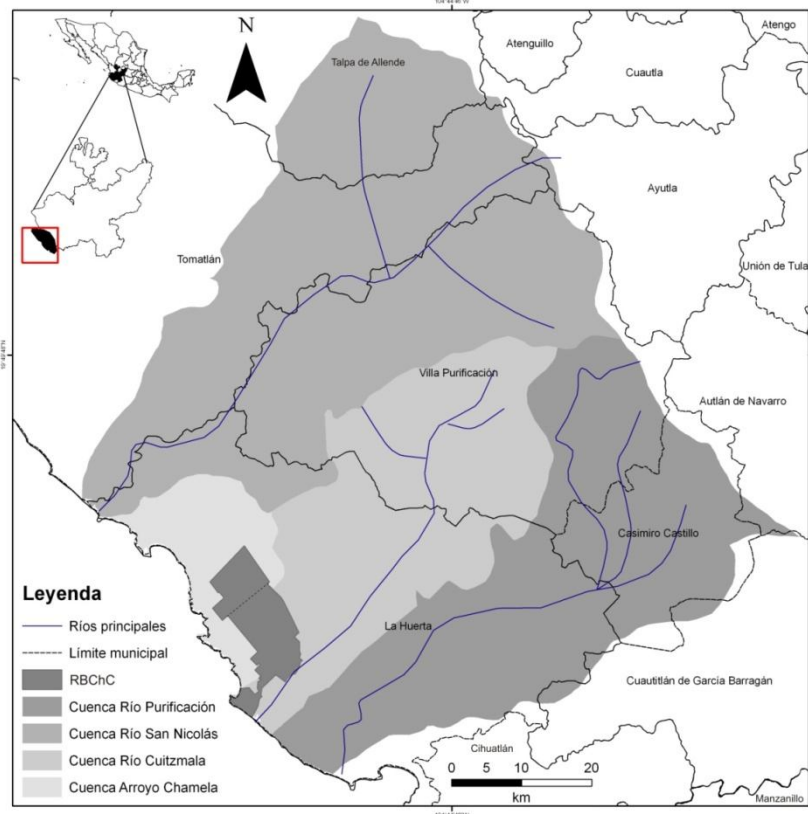 N
Talpa de Allende
Atengo
Atenguillo
Cuautla
Ayutla
Unión de Tula
Tomatlán
Villa Purificación
Autlán de Navarro
Casimiro Castillo
La Huerta
Cuautitlán de García Barragán
Cihuatlán
Manzanillo
Leyenda
Ríos principales
Límite municipal
RBChC
Cuenca Río Purificación
Cuenca Río San Nicolás
Cuenca Río Cuitzmala
Cuenca Arroyo Chamela
0 5 10 20
km